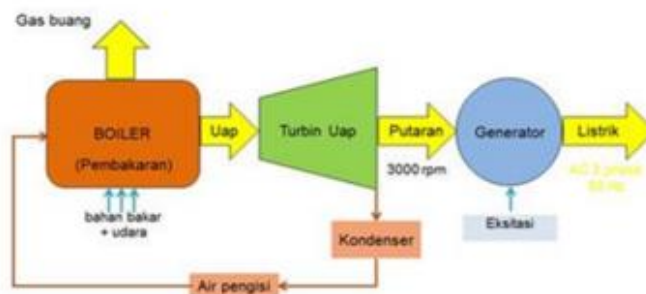 Gas buang
BOILER
(Pembakaran)
Uap
Turbin Uap
Putaran
3000 rpm
Generator
Listrik
AC 3 phase
50 Hz
bahan bakar
+ udara
Eksitasi
Kondenser
Air pengisi